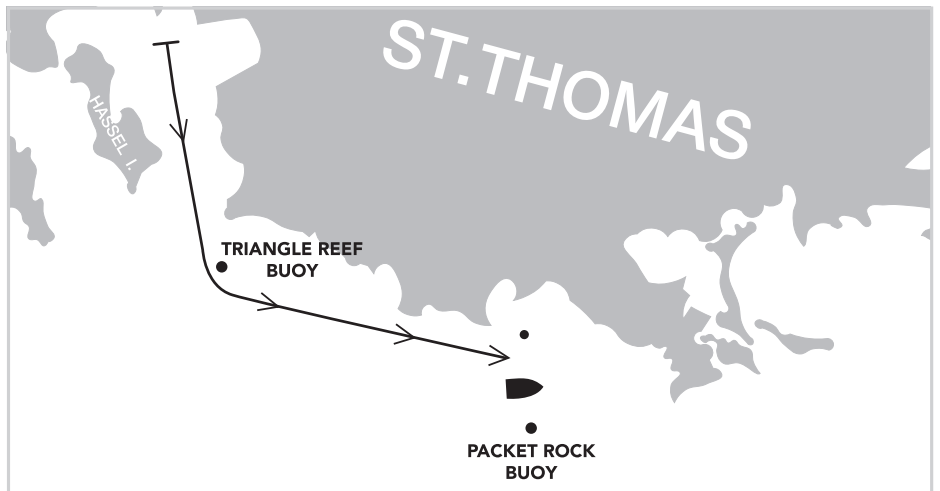 ST. THOMAS
HASSEL I.
TRIANGLE REEF
BUOY
PACKET ROCK
BUOY